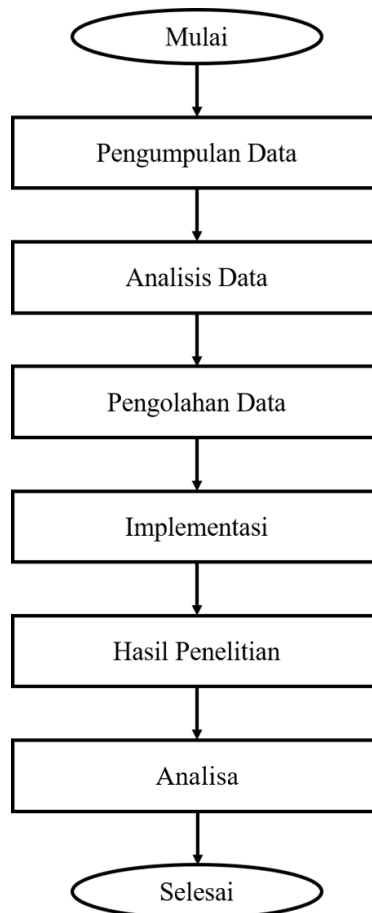 Mulai
Pengumpulan Data
Analisis Data
Pengolahan Data
Implementasi
Hasil Penelitian
Analisa
Selesai